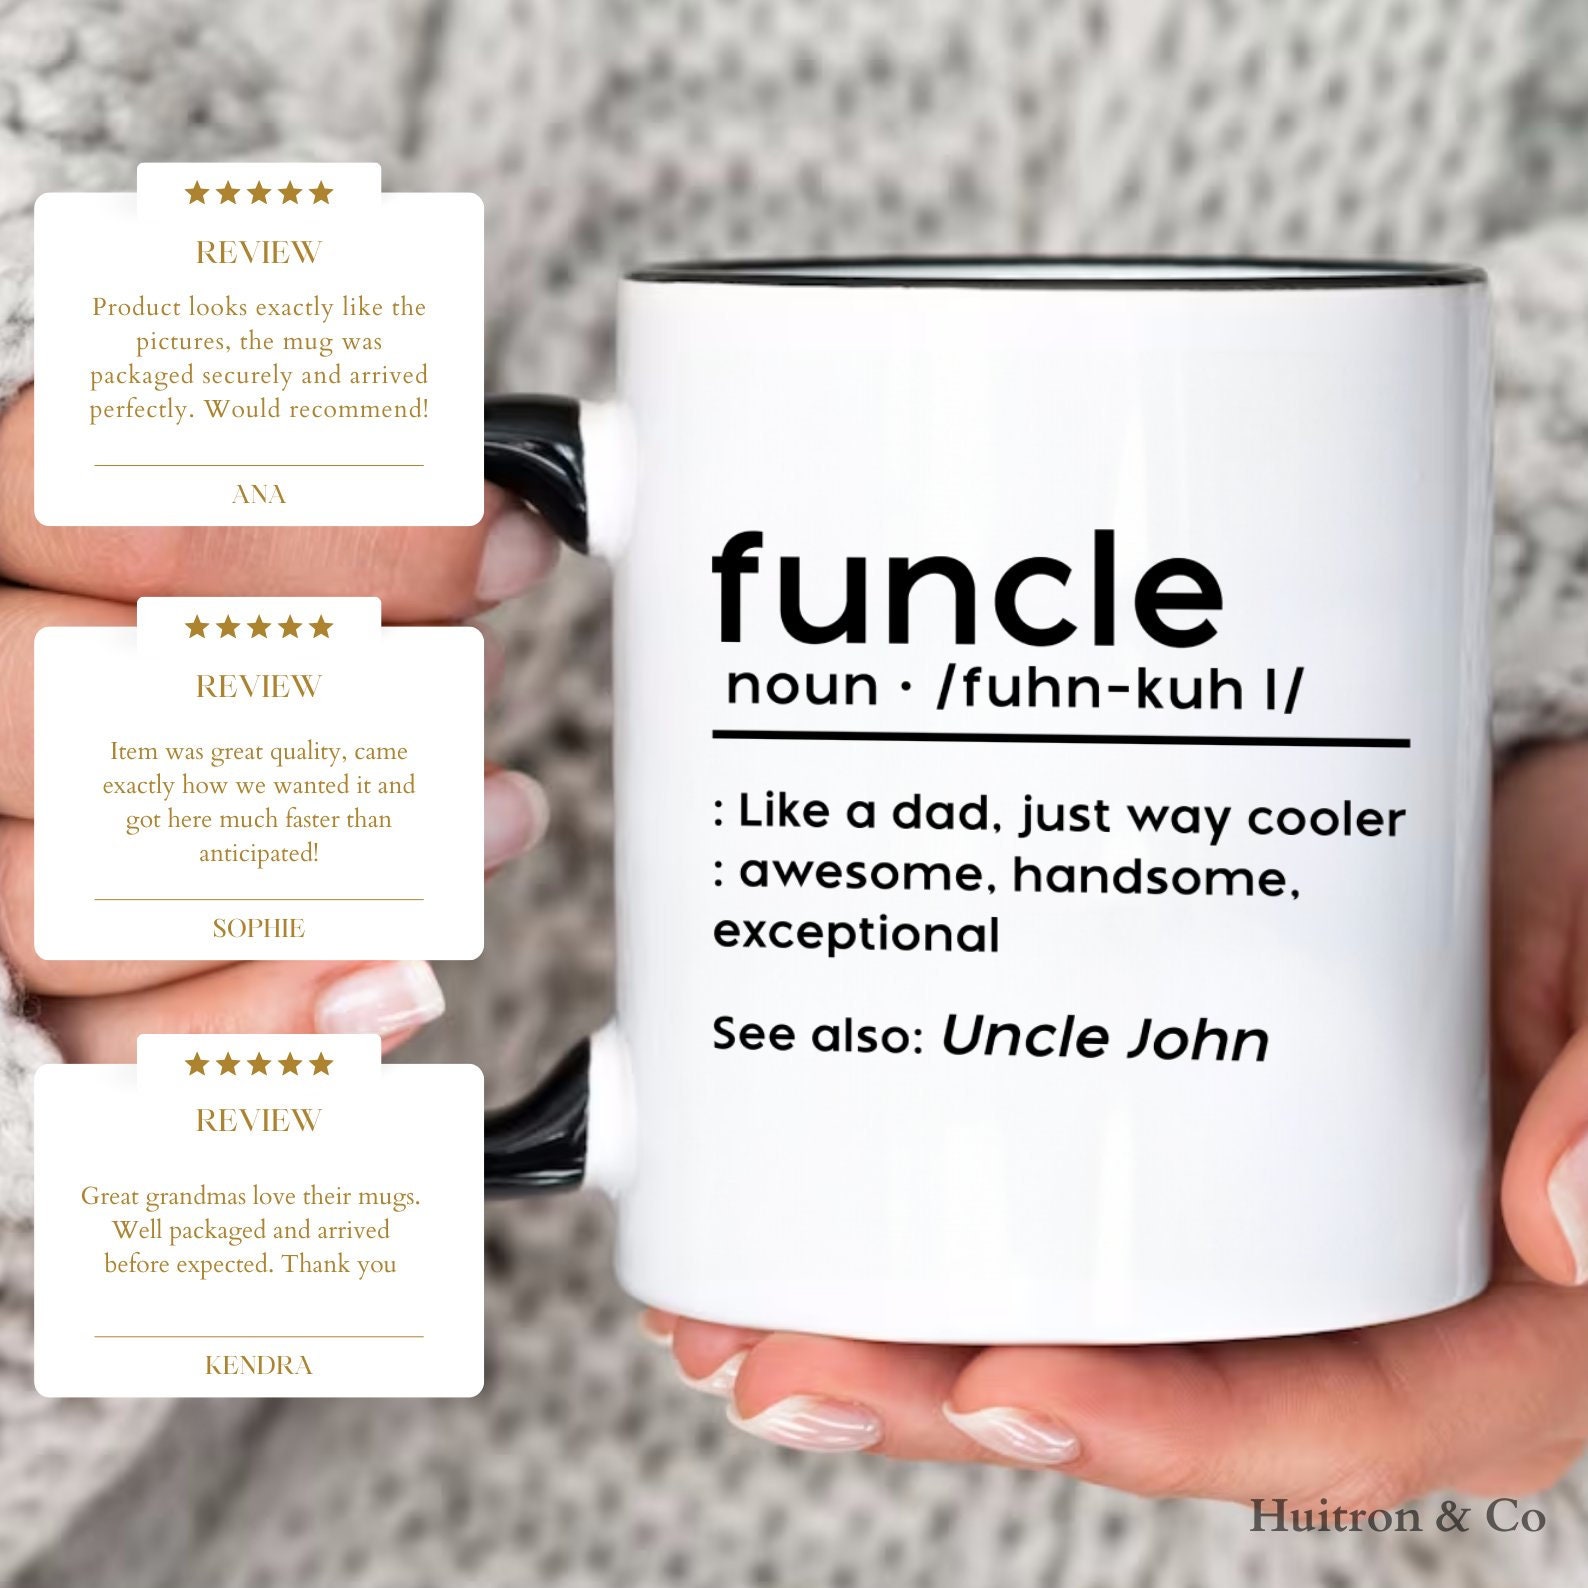 REVIEW
Product looks exactly like the
pictures, the mug was
packaged securely and arrived
perfectly. Would recommend!
ANA
REVIEW
Item was great quality, came
exactly how we wanted it and
got here much faster than
anticipated!
SOPHIE
REVIEW
Great grandmas love their mugs.
Well packaged and arrived
before expected. Thank you
KENDRA
funcle
noun · /fuhn-kuh l/
: Like a dad, just way cooler
: awesome, handsome,
exceptional
See also: Uncle John
Huitron & Co